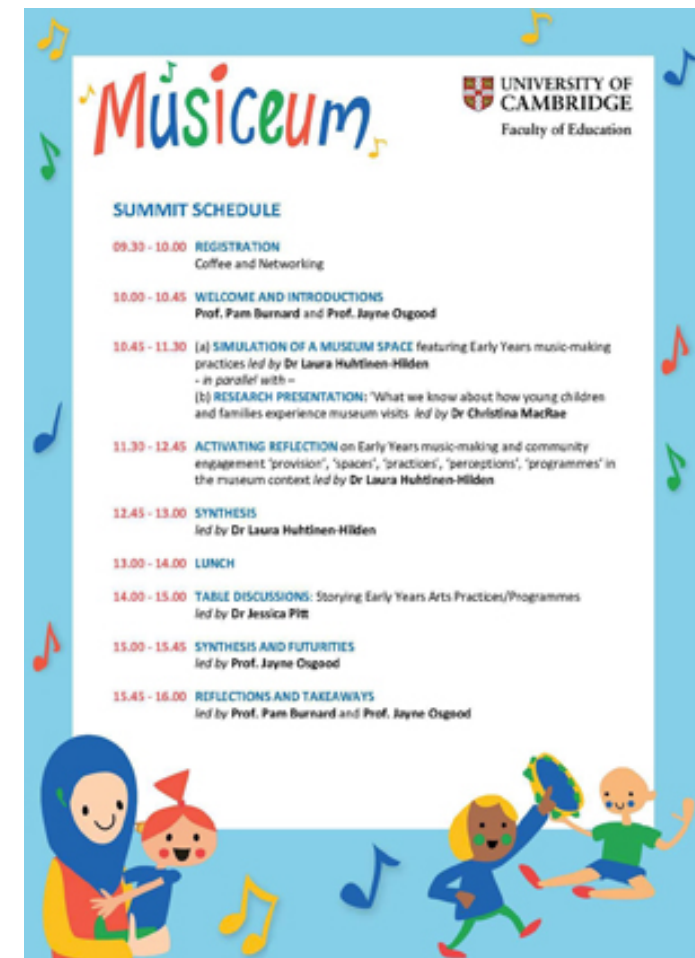 Musiceum
UNIVERSITY OF
CAMBRIDGE
Faculty of Education
SUMMIT SCHEDULE
09.30 - 10.00 REGISTRATION
Coffee and Networking
10.00 - 10.45 WELCOME AND INTRODUCTIONS
Prof. Pam Burnard and Prof. Jayne Osgood
10.45 - 11.30 (a) SIMULATION OF A MUSEUM SPACE featuring Early Years music-making
practices led by Dr Laura Huhtinen-Hilden
- in parallel with –
(b) RESEARCH PRESENTATION: 'What we know about how young children
and families experience museum visits led by Dr Christina MacRae
11.30 - 12.45 ACTIVATING REFLECTION on Early Years music-making and community
engagement 'provision', 'spaces', 'practices', 'perceptions', 'programmes' in
the museum context led by Dr Laura Huhtinen-Hilden
12.45 - 13.00 SYNTHESIS
led by Dr Laura Huhtinen-Hilden
13.00 - 14.00 LUNCH
14.00 - 15.00 TABLE DISCUSSIONS: Storying Early Years Arts Practices/Programmes
led by Dr Jessica Pitt
15.00 - 15.45 SYNTHESIS AND FUTURITIES
led by Prof. Jayne Osgood
15.45 - 16.00 REFLECTIONS AND TAKEAWAYS
led by Prof. Pam Burnard and Prof. Jayne Osgood